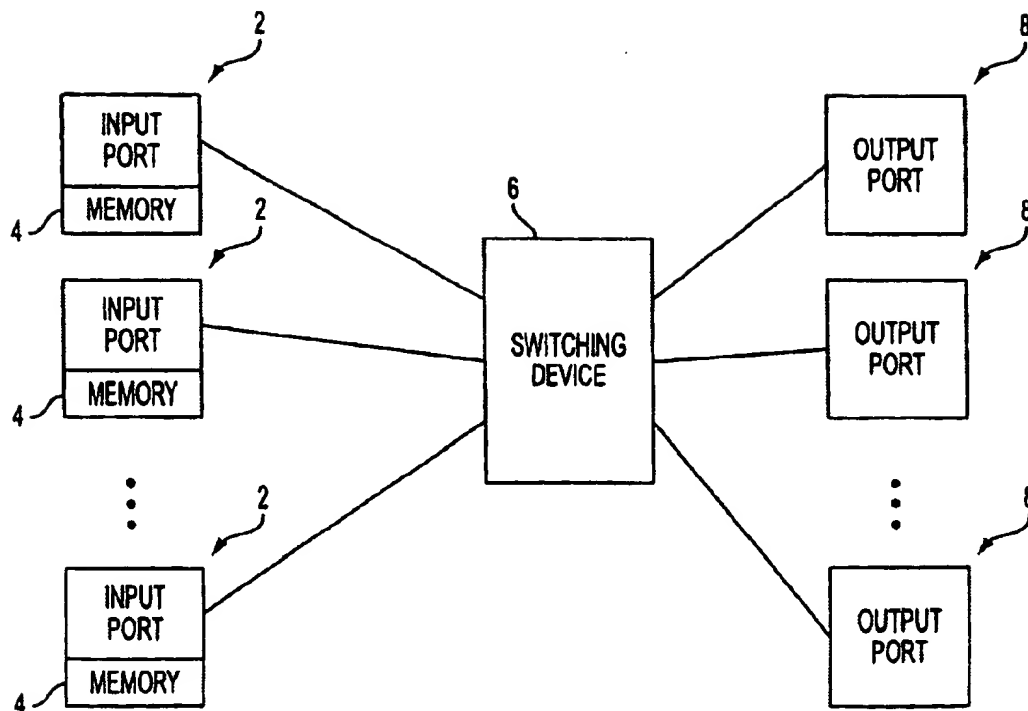 2
INPUT
PORT
4
MEMORY
2
INPUT
PORT
4
MEMORY
2
INPUT
PORT
4
MEMORY
6
SWITCHING
DEVICE
8
OUTPUT
PORT
8
OUTPUT
PORT
8
OUTPUT
PORT